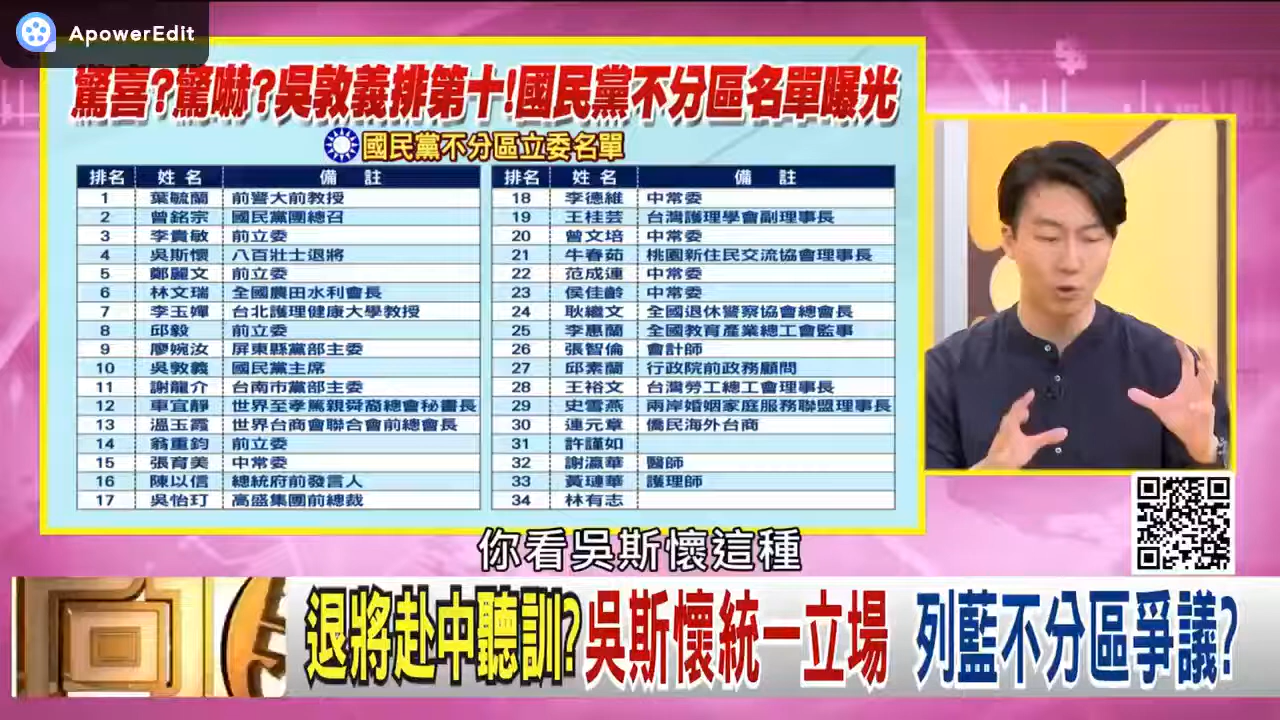 ApowerEdit
驚喜?驚嚇?吳敦義排第十!國民黨不分區名單曝光
國民黨不分區立委名單
排名 姓名 備註
1 葉毓蘭 前警大前教授
2 曾銘宗 國民黨團總召
3 李貴敏 前立委
4 吳斯懷 八百壯士退將
5 鄭麗文 前立委
6 林文瑞 全國農田水利會長
7 李玉嬋 台北護理健康大學教授
8 邱毅 前立委
9 廖婉汝 屏東縣黨部主委
10 吳敦義 國民黨主席
11 謝龍介 台南市黨部主委
12 車宜靜 世界至孝篤親舜裔總會秘書長
13 溫玉霞 世界台商會聯合會前總會長
14 翁重鈞 前立委
15 張育美 中常委
16 陳以信 總統府前發言人
17 吳怡玎 高盛集團前總裁
排名 姓名 備註
18 李德維 中常委
19 王桂芸 台灣護理學會副理事長
20 曾文培 中常委
21 牛春茹 桃園新住民交流協會理事長
22 范成連 中常委
23 侯佳齡 中常委
24 耿繼文 全國退休警察協會總會長
25 李惠蘭 全國教育產業總工會監事
26 張智倫 會計師
27 邱素蘭 行政院前政務顧問
28 王裕文 台灣勞工總工會理事長
29 史雪燕 兩岸婚姻家庭服務聯盟理事長
30 連元章 僑民海外台商
31 許謹如
32 謝瀛華 醫師
33 黃璉華 護理師
34 林有志
你看吳斯懷這種
退將赴中聽訓?吳斯懷統一立場 列藍不分區爭議?